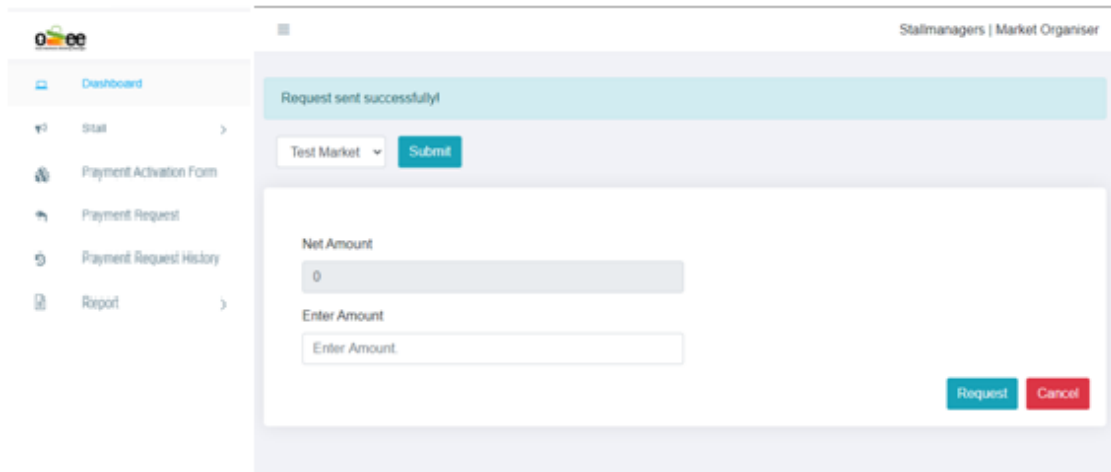 Stallmanagers | Market Organiser
Dashboard
Request sent successfully!
Stall
Test Market
Submit
Payment Activation Form
Payment Request
Net Amount
Payment Request History
0
Report
Enter Amount
Enter Amount.
Request
Cancel